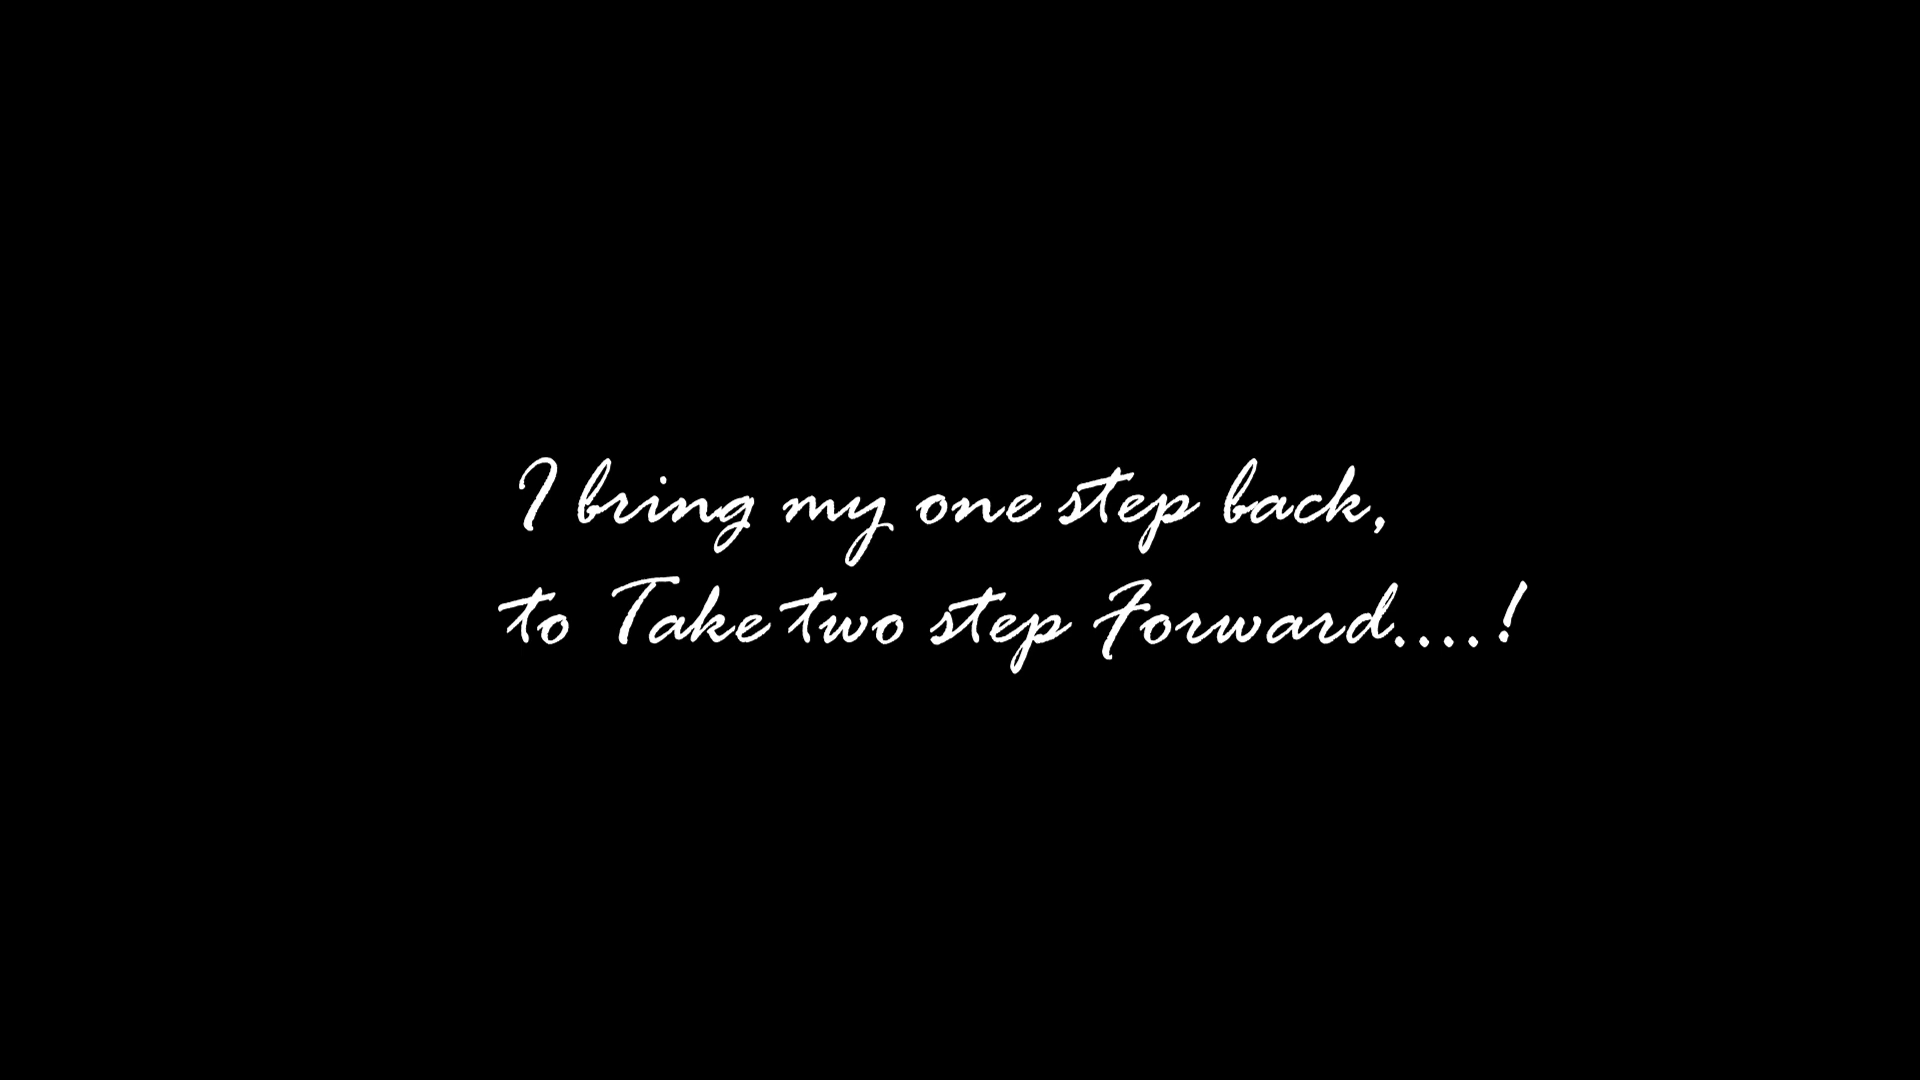 I bring my one step back,
to Take two step Forward....!